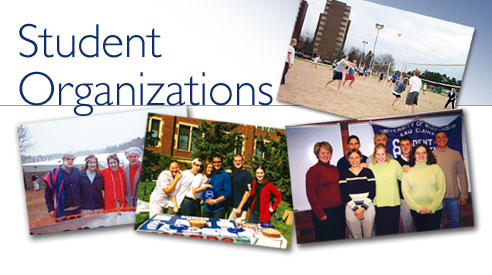 Student
Organizations
UNIVERSITY OF WISCONSIN
EAU CLAIRE